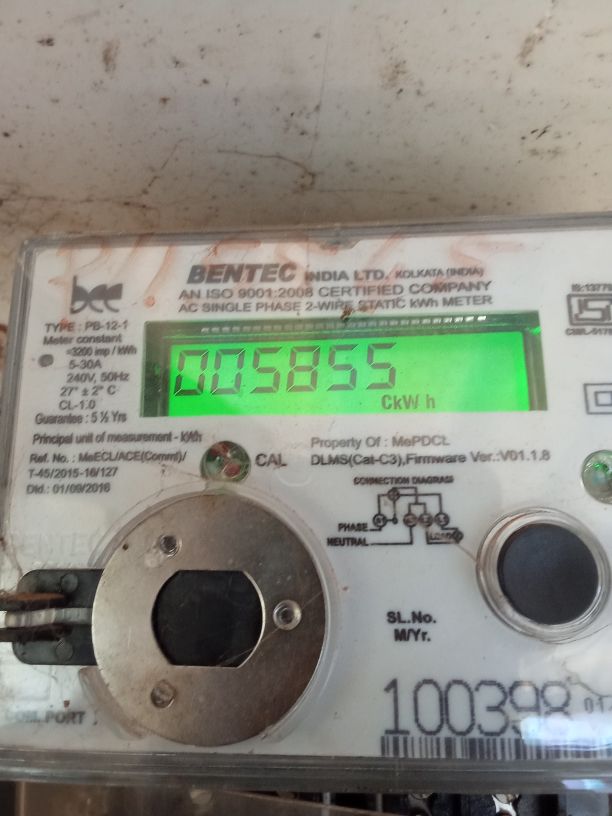 BENTEC INDIA LTD. KOLKATA (INDIA)
AN ISO 9001:2008 CERTIFIED COMPANY
AC SINGLE PHASE 2-WIRE STATIC kWh METER
bee
TYPE : PB-12-1
Meter constant
=3200 imp / kWh
5-30A
240V, 50Hz
27° ± 2° C
CL-1.0
Guarantee : 5 ½ Yrs
005855
CkW h
Principal unit of measurement - kWh
Ref. No. : MeECL/ACE(Comml)/
T-45/2015-16/127
Dtd.: 01/09/2016
CAL
Property Of : MePDCL
DLMS(Cat-C3),Firmware Ver.:V01.1.8
CONNECTION DIAGRAM
PHASE
NEUTRAL
LOAD
SL.No.
M/Yr.
COM. PORT
100398